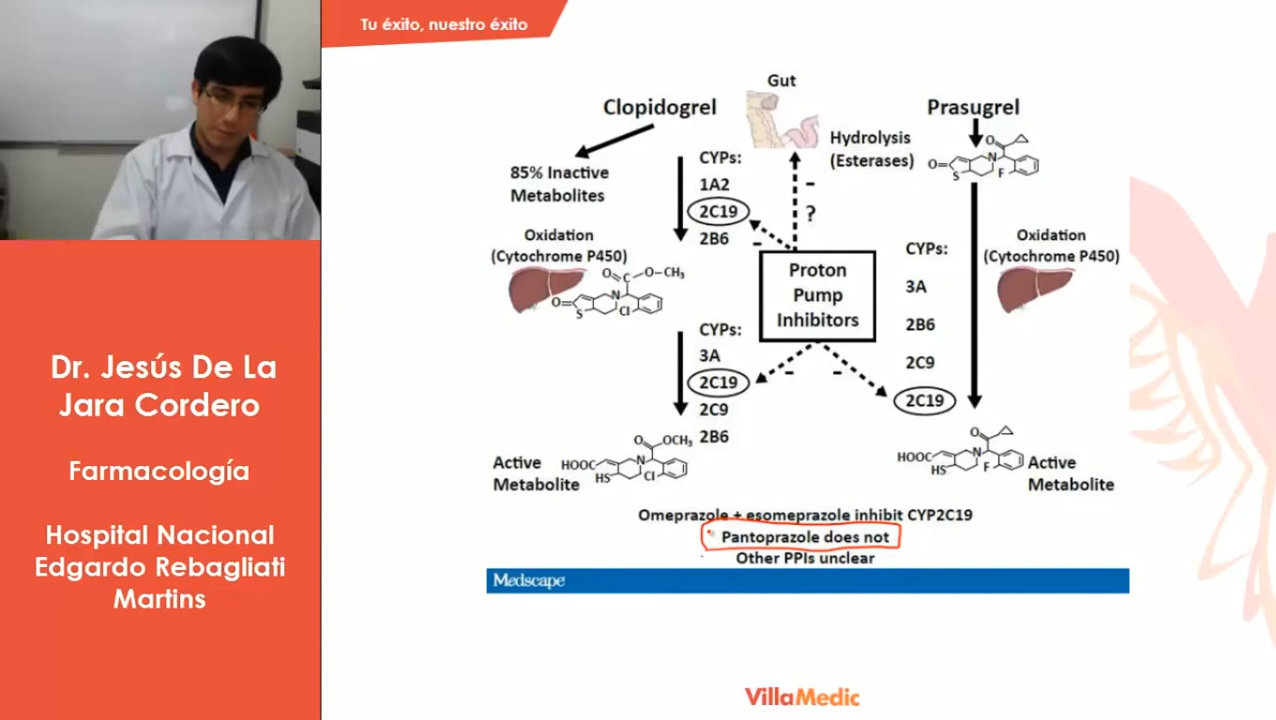 Tu éxito, nuestro éxito
Dr. Jesús De La
Jara Cordero
Farmacología
Hospital Nacional
Edgardo Rebagliati
Martins
Gut
Clopidogrel
Prasugrel
85% Inactive
Metabolites
CYPs:
1A2
2C19
2B6
Hydrolysis
(Esterases)
O
N
O
F
S
-
?
-
Oxidation
(Cytochrome P450)
O
C
O-CH₃
N
O
S
Cl
Proton
Pump
Inhibitors
CYPs:
3A
2B6
2C9
2C19
Oxidation
(Cytochrome P450)
CYPs:
3A
2C19
2C9
2B6
-
-
Active
Metabolite
O
OCH₃
HOOC
N
HS
Cl
O
HOOC
N
HS
F
Active
Metabolite
Omeprazole + esomeprazole inhibit CYP2C19
Pantoprazole does not
Other PPIs unclear
Medscape
VillaMedic